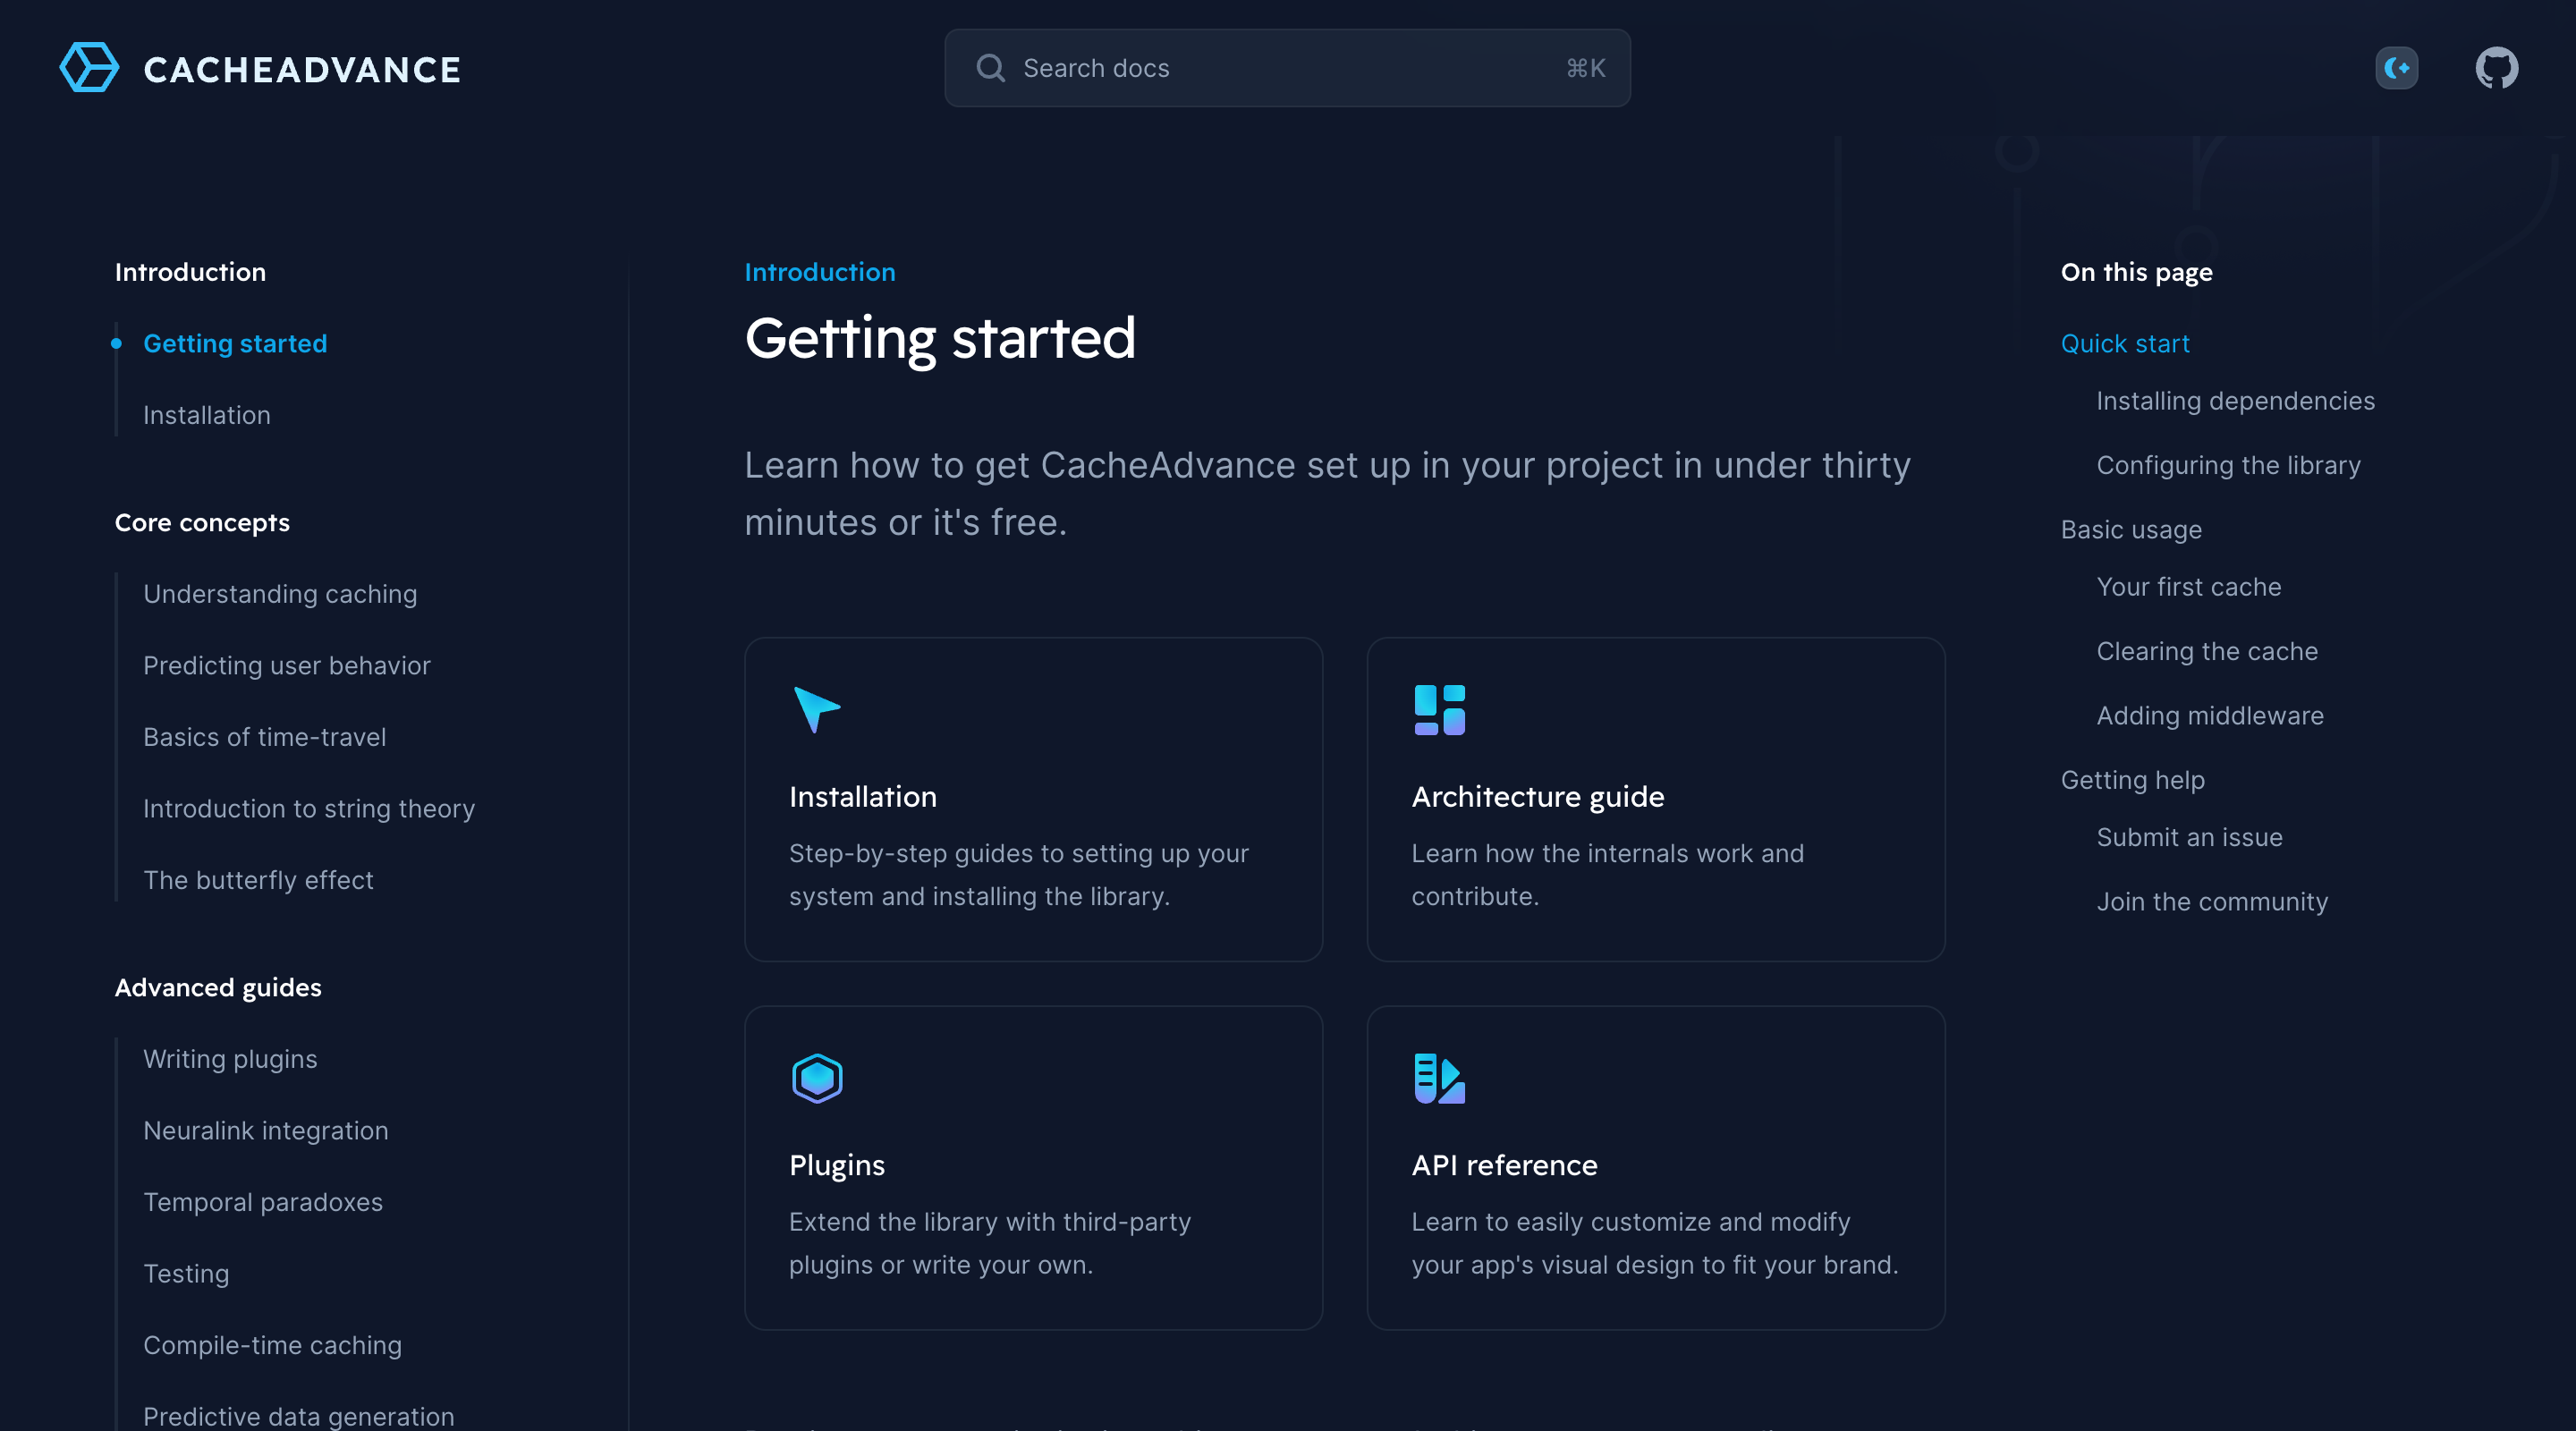 CACHEADVANCE
Search docs
⌘K
Introduction
Getting started
Installation
Core concepts
Understanding caching
Predicting user behavior
Basics of time-travel
Introduction to string theory
The butterfly effect
Advanced guides
Writing plugins
Neuralink integration
Temporal paradoxes
Testing
Compile-time caching
Predictive data generation
Introduction
Getting started
Learn how to get CacheAdvance set up in your project in under thirty
minutes or it's free.
Installation
Step-by-step guides to setting up your
system and installing the library.
Architecture guide
Learn how the internals work and
contribute.
Plugins
Extend the library with third-party
plugins or write your own.
API reference
Learn to easily customize and modify
your app's visual design to fit your brand.
On this page
Quick start
Installing dependencies
Configuring the library
Basic usage
Your first cache
Clearing the cache
Adding middleware
Getting help
Submit an issue
Join the community